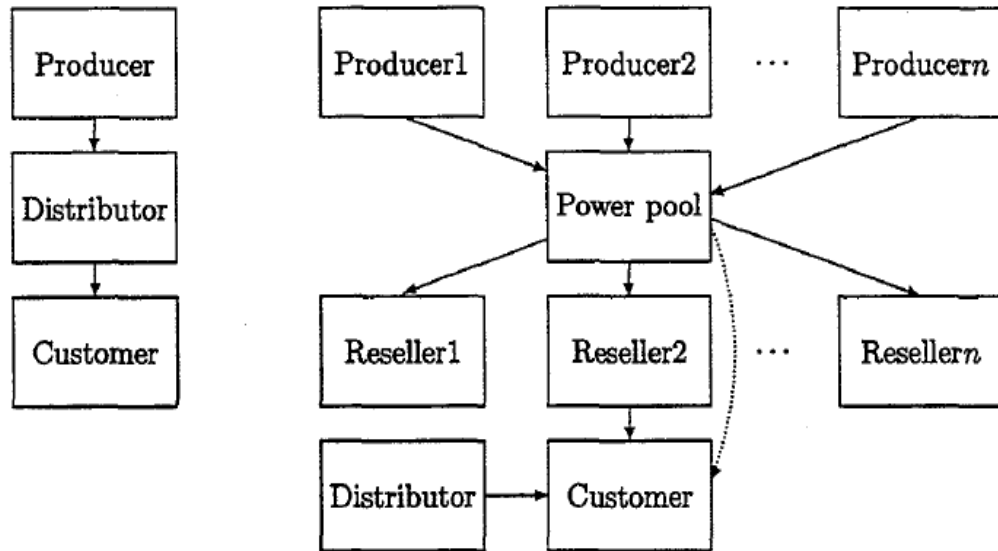 Producer
Producer1
Producer2
...
Producern
Distributor
Power pool
Customer
Reseller1
Reseller2
...
Resellern
Distributor
Customer